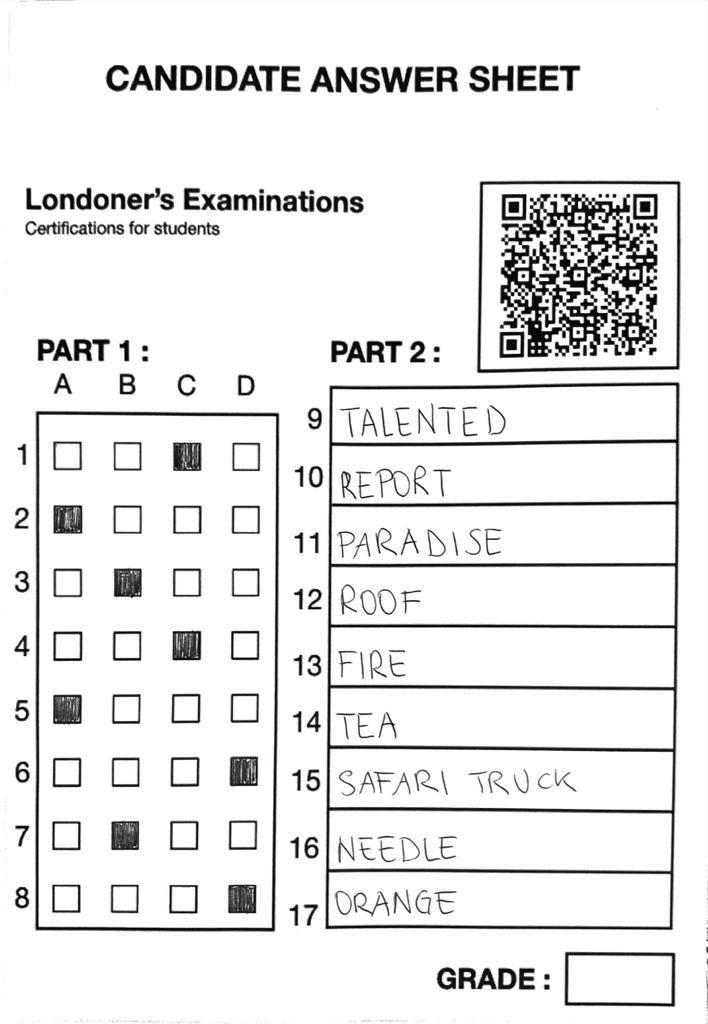 CANDIDATE ANSWER SHEET
Londoner's Examinations
Certifications for students
PART 1 :
A B C D
1
2
3
4
5
6
7
8
PART 2 :
9 TALENTED
10 REPORT
11 PARADISE
12 ROOF
13 FIRE
14 TEA
15 SAFARI TRUCK
16 NEEDLE
17 ORANGE
GRADE :